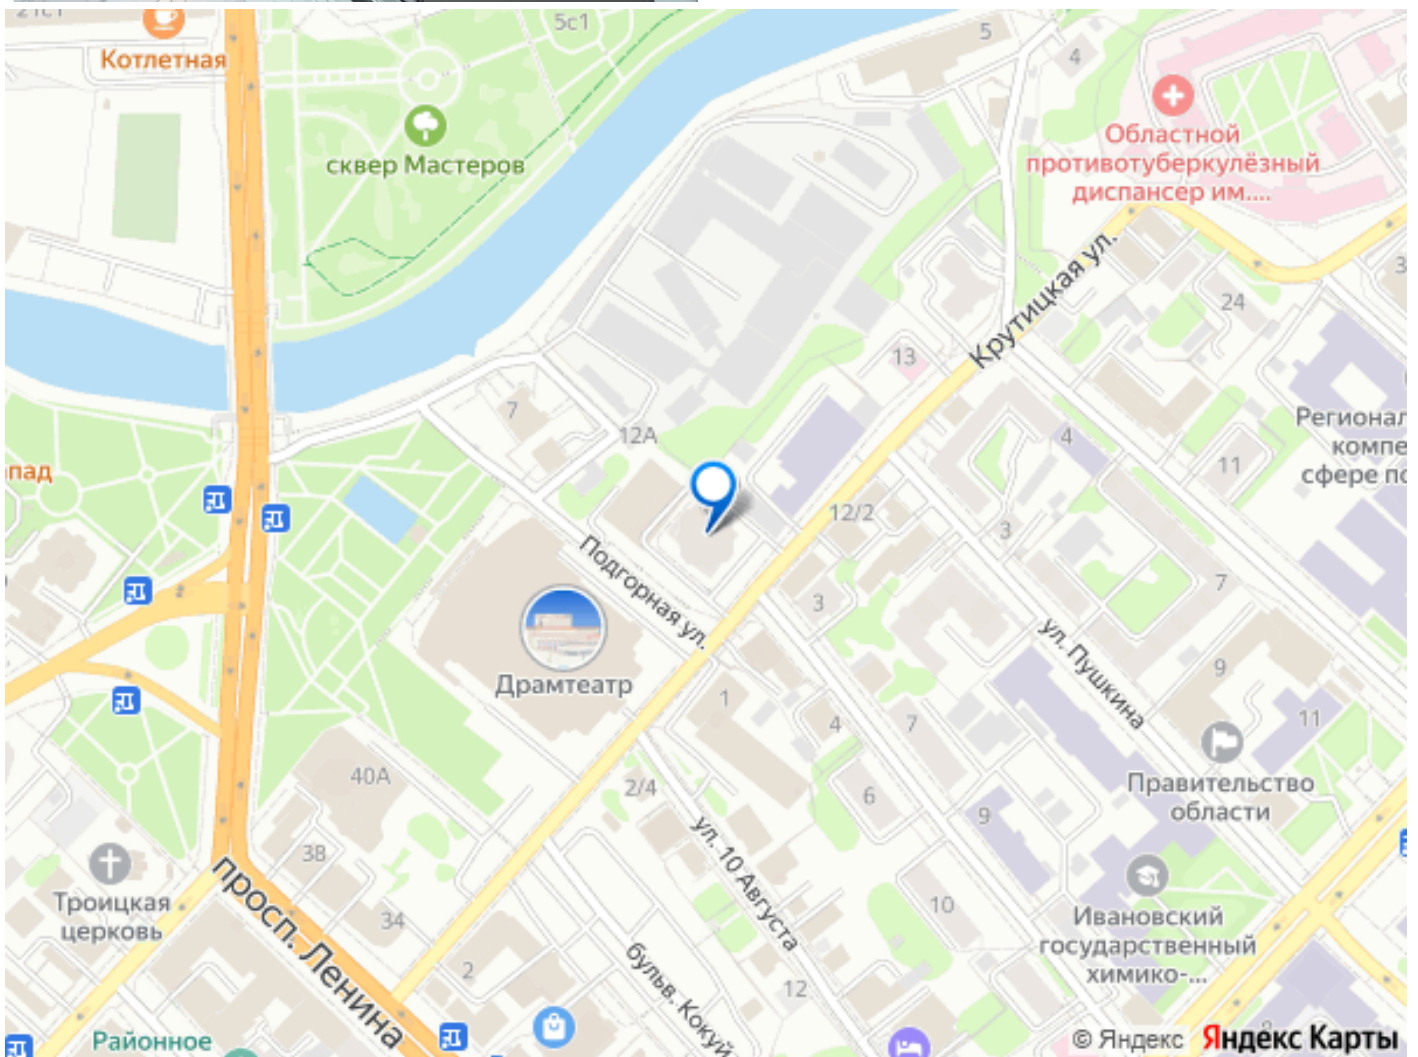 21с1
5с1
5
4
Котлетная
сквер Мастеров
Областной
противотуберкулёзный
диспансер им....
Крутицкая ул.
24
3
13
7
12А
4
Регионал
компе
сфере по
11
пад
12/2
3
7
Подгорная ул.
3
ул. Пушкина
9
Драмтеатр
1
4
7
11
Правительство
области
40А
2/4
6
9
ул. 10 Августа
38
Троицкая
церковь
просп. Ленина
34
10
Ивановский
государственный
химико-...
2
бульв. Кокуй
12
Районное
© Яндекс Яндекс Карты